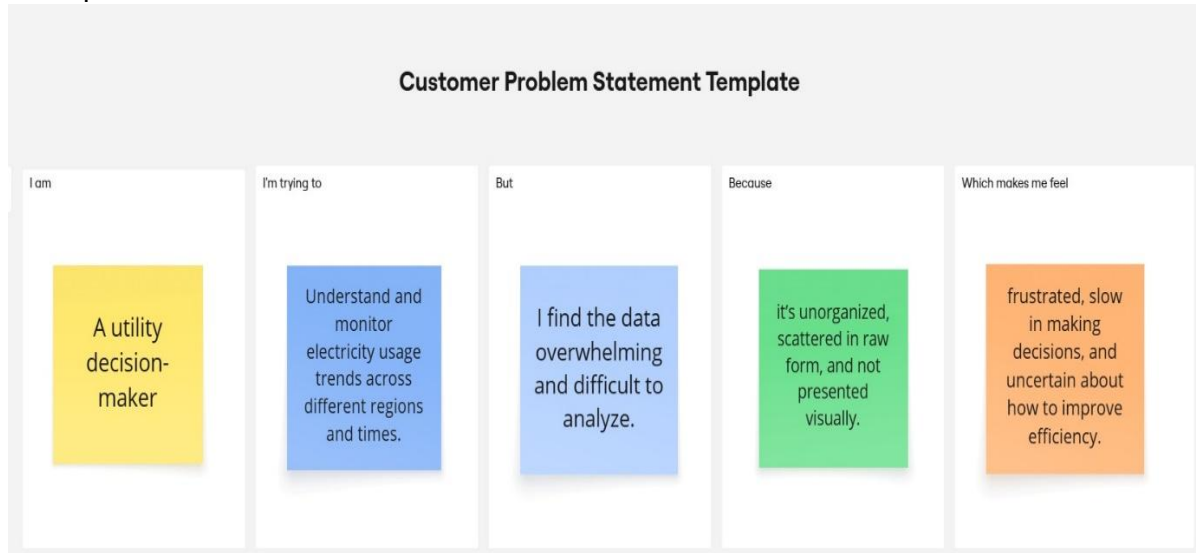 Customer Problem Statement Template
I am
A utility
decision-
maker
I'm trying to
Understand and
monitor
electricity usage
trends across
different regions
and times.
But
I find the data
overwhelming
and difficult to
analyze.
Because
it's unorganized,
scattered in raw
form, and not
presented
visually.
Which makes me feel
frustrated, slow
in making
decisions, and
uncertain about
how to improve
efficiency.